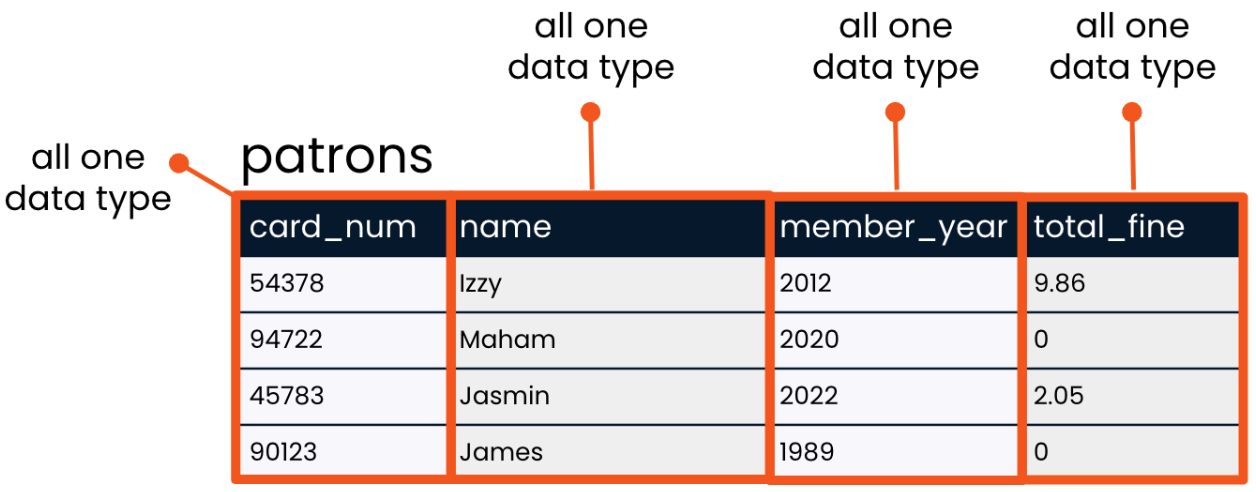 all one
data type
all one
data type
all one
data type
all one
data type
patrons
card_num name member_year total_fine
54378 Izzy 2012 9.86
94722 Maham 2020 0
45783 Jasmin 2022 2.05
90123 James 1989 0